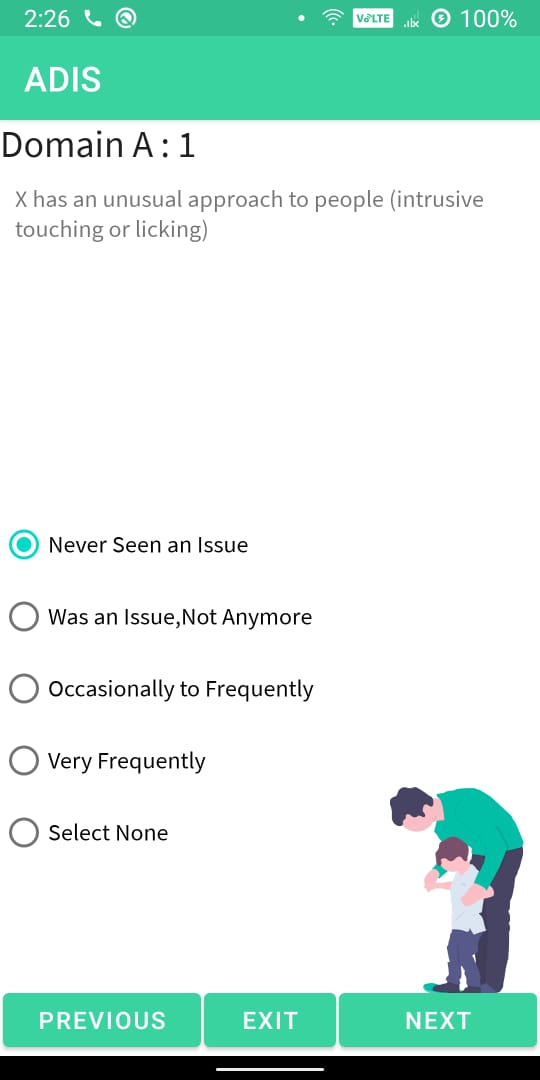 2:26 VoLTE 100%
ADIS
Domain A : 1
X has an unusual approach to people (intrusive
touching or licking)
Never Seen an Issue
Was an Issue,Not Anymore
Occasionally to Frequently
Very Frequently
Select None
PREVIOUS EXIT NEXT